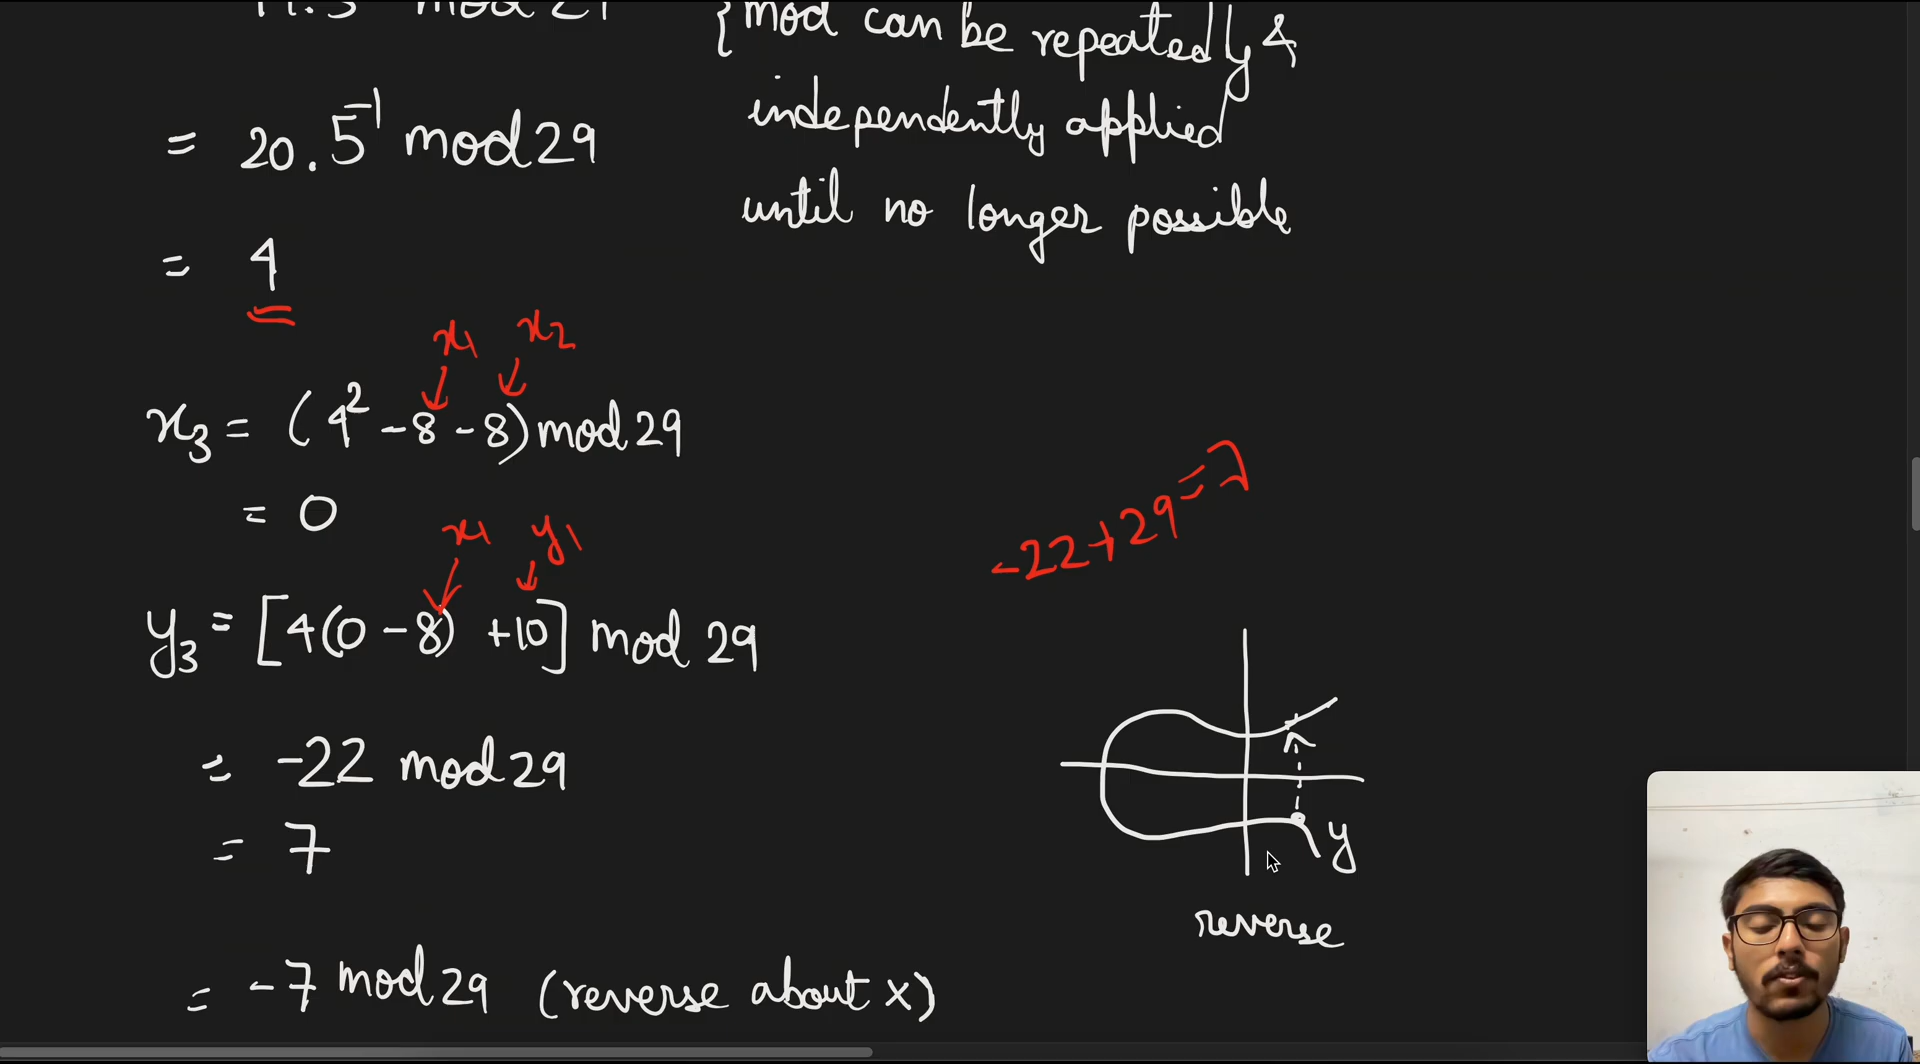 mod
{mod can be repeatedly &
independently applied
until no longer possible
= 20 . 5⁻¹ mod 29
= 4
x₁ x₂
x₃ = (4² - 8 - 8) mod 29
= 0
x₁ y₁
-22 + 29 = 7
y₃ = [4(0 - 8) + 10] mod 29
= -22 mod 29
= 7
y
reverse
= -7 mod 29 (reverse about x)